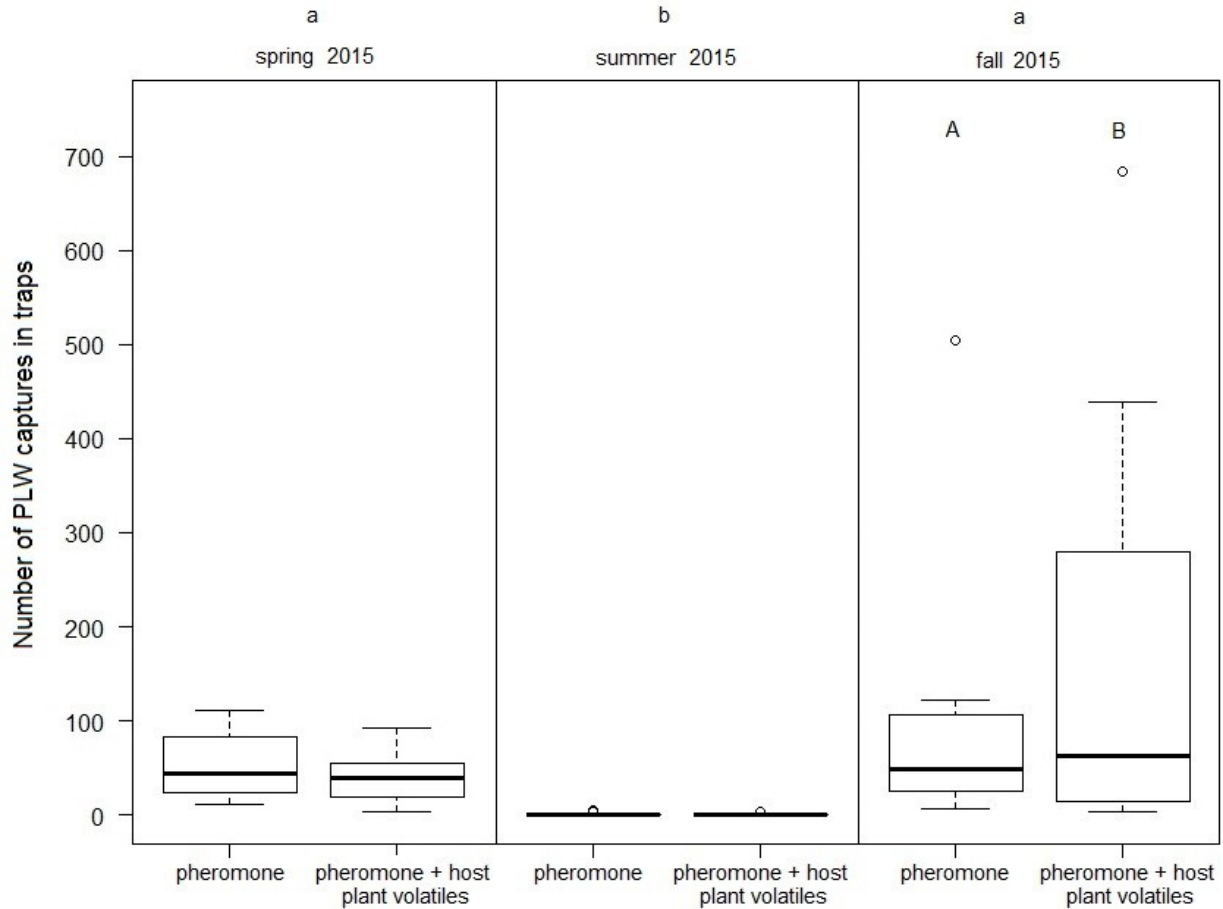 a b a
spring 2015 summer 2015 fall 2015
A B
Number of PLW captures in traps
700
600
500
400
300
200
100
0
pheromone pheromone + host pheromone pheromone + host pheromone pheromone + host
plant volatiles plant volatiles plant volatiles